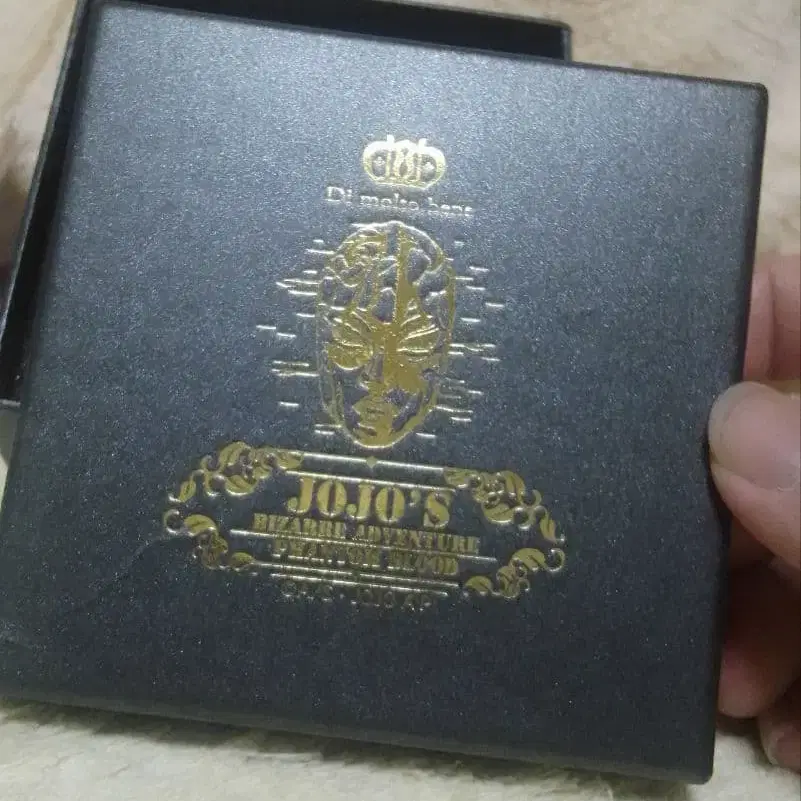 Di molto bene
JOJO'S
BIZARRE ADVENTURE
PHANTOM BLOOD